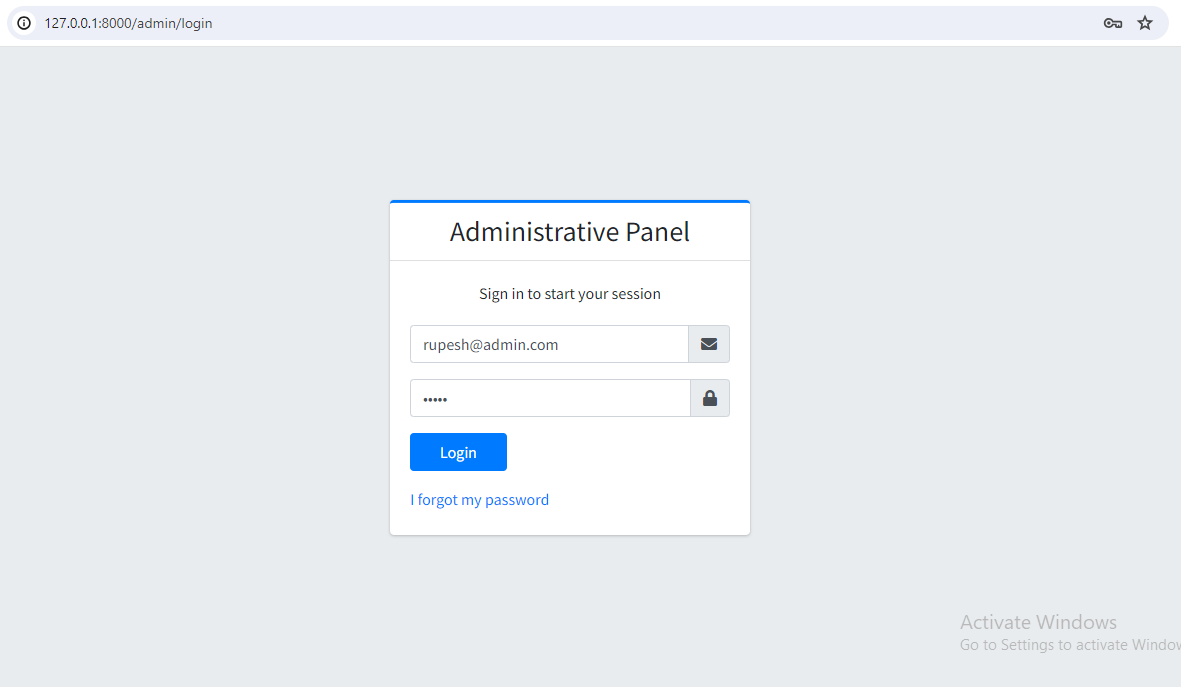 127.0.0.1:8000/admin/login
Administrative Panel
Sign in to start your session
rupesh@admin.com
•••••
Login
I forgot my password
Activate Windows
Go to Settings to activate Window